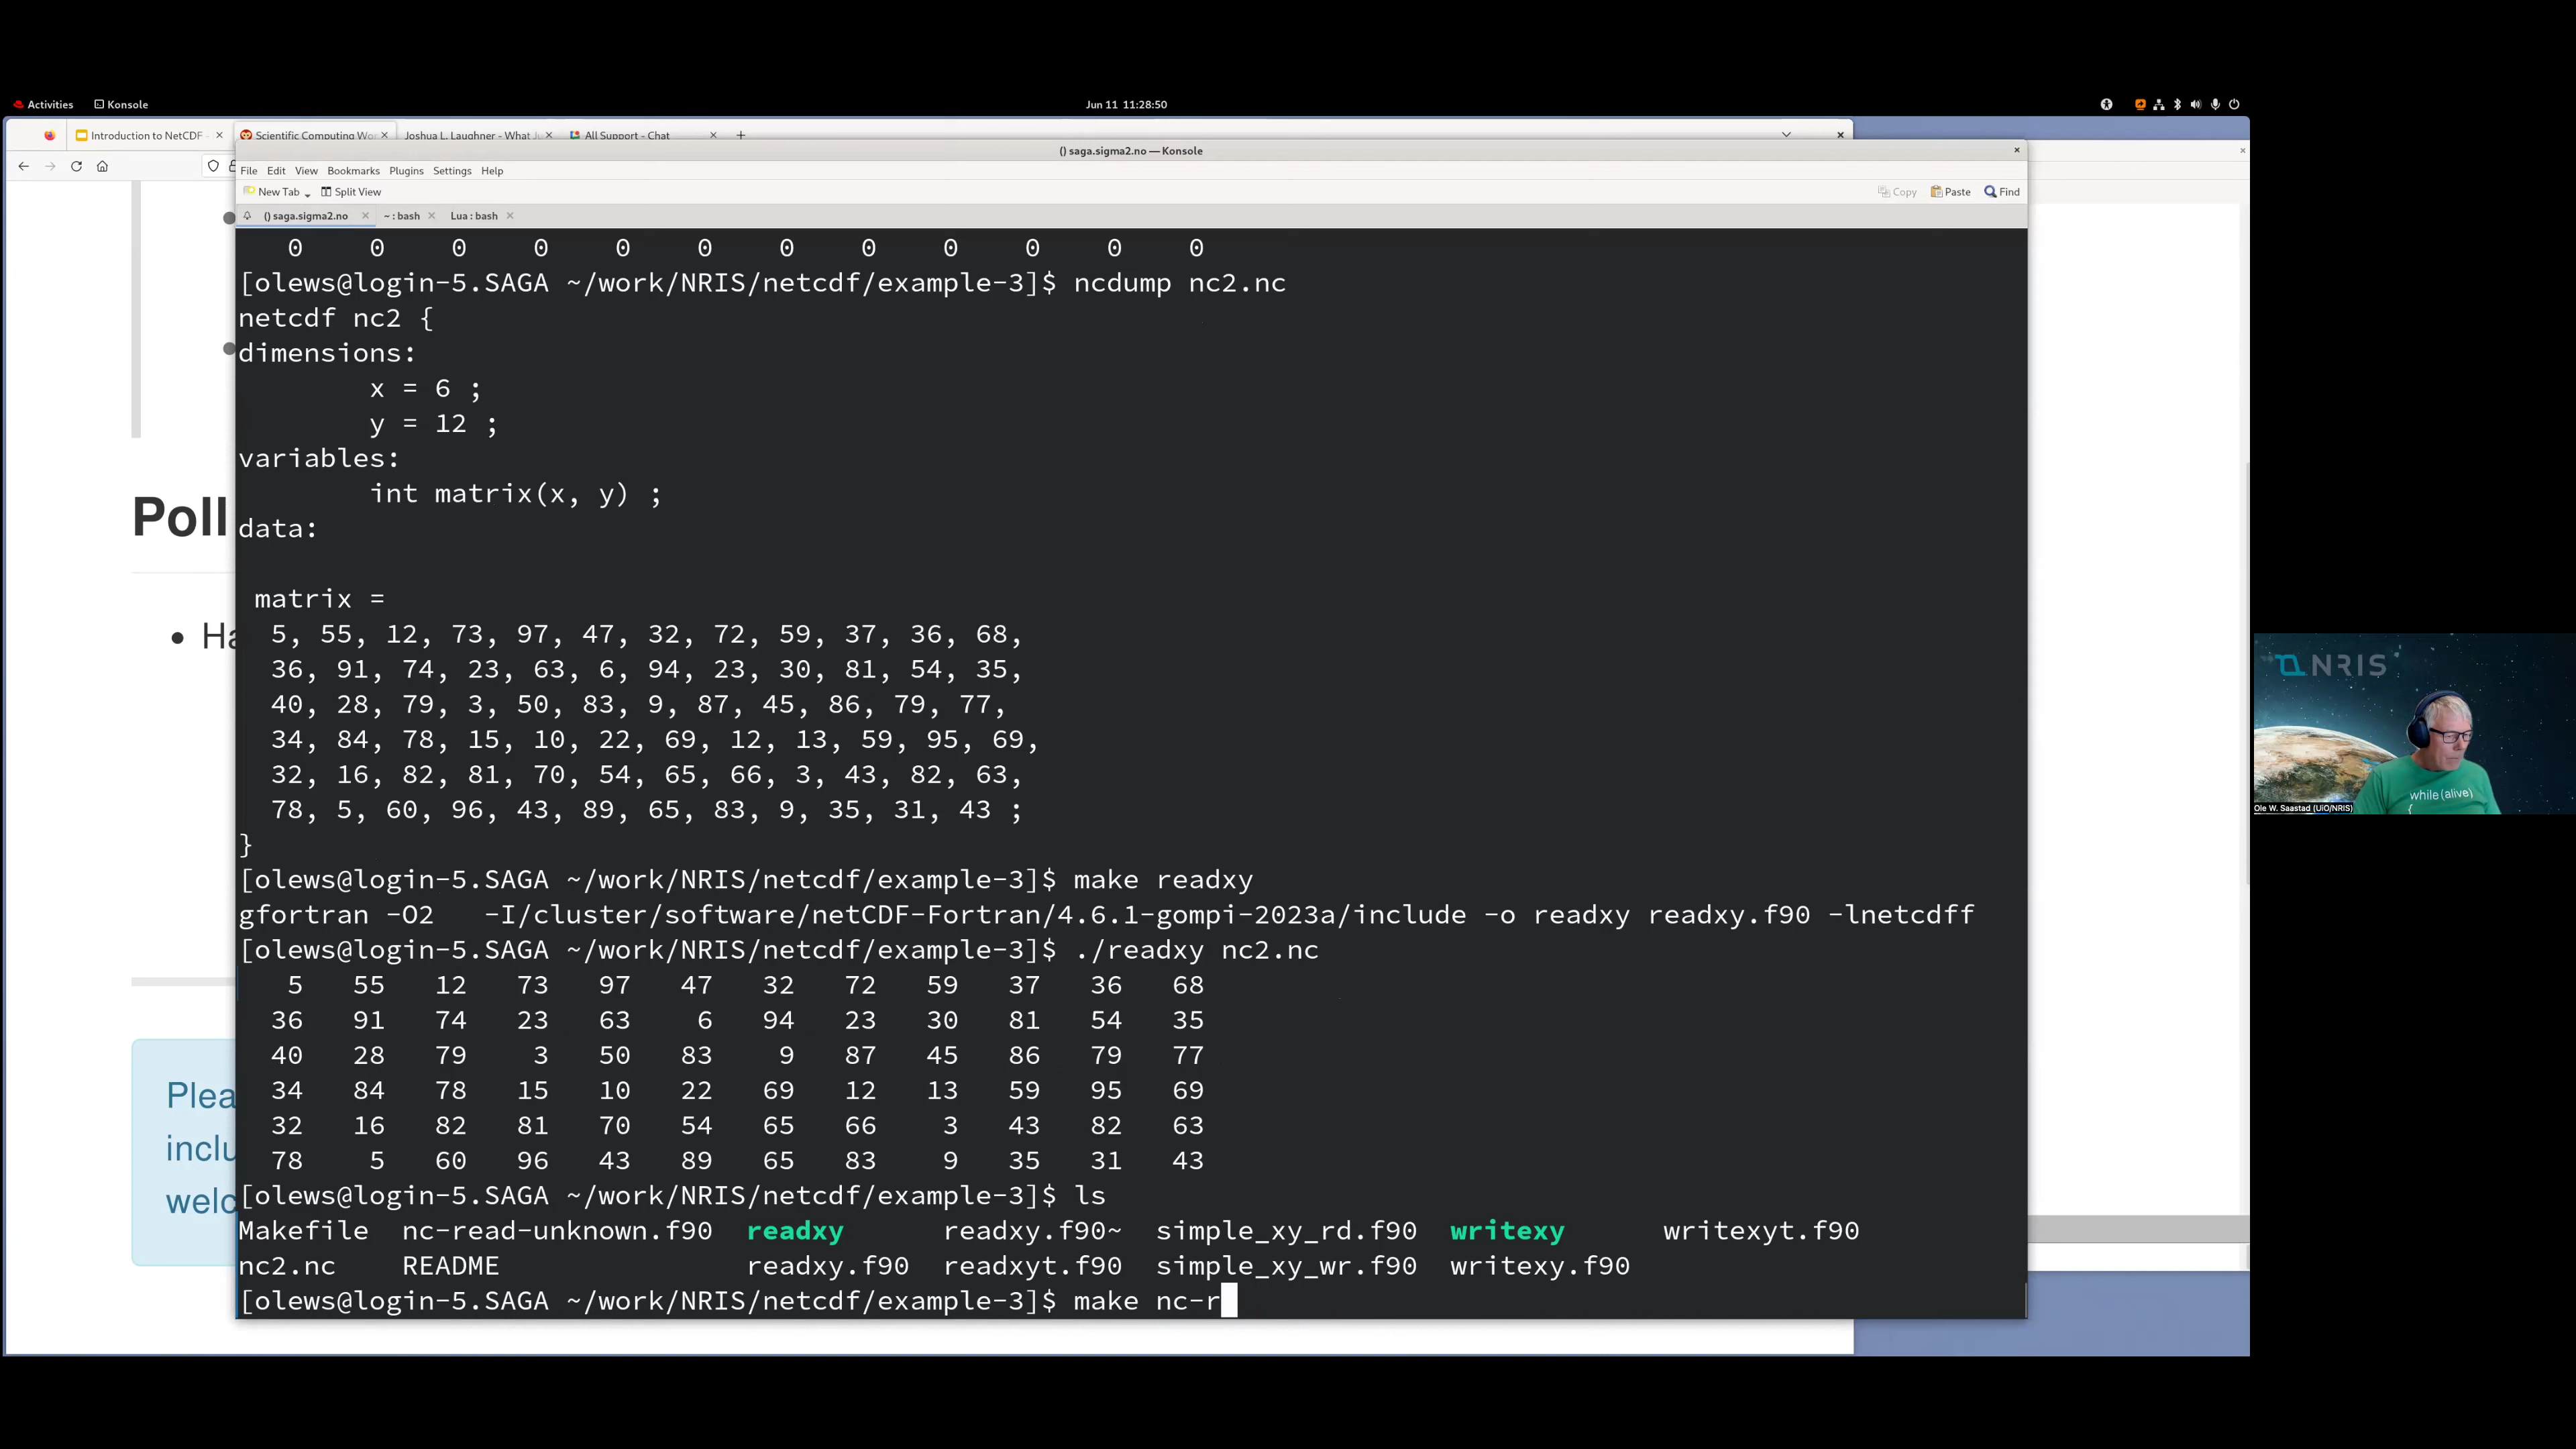 Activities Konsole Jun 11 11:28:50
Introduction to NetCDF - × Scientific Computing Wo × Joshua L. Laughner - What Ju × All Support - Chat × +
() saga.sigma2.no — Konsole
File Edit View Bookmarks Plugins Settings Help
New Tab Split View Copy Paste Find
() saga.sigma2.no × ~ : bash × Lua : bash ×
0 0 0 0 0 0 0 0 0 0 0 0
[olews@login-5.SAGA ~/work/NRIS/netcdf/example-3]$ ncdump nc2.nc
netcdf nc2 {
dimensions:
x = 6 ;
y = 12 ;
variables:
int matrix(x, y) ;
data:
matrix =
5, 55, 12, 73, 97, 47, 32, 72, 59, 37, 36, 68,
36, 91, 74, 23, 63, 6, 94, 23, 30, 81, 54, 35,
40, 28, 79, 3, 50, 83, 9, 87, 45, 86, 79, 77,
34, 84, 78, 15, 10, 22, 69, 12, 13, 59, 95, 69,
32, 16, 82, 81, 70, 54, 65, 66, 3, 43, 82, 63,
78, 5, 60, 96, 43, 89, 65, 83, 9, 35, 31, 43 ;
}
[olews@login-5.SAGA ~/work/NRIS/netcdf/example-3]$ make readxy
gfortran -O2 -I/cluster/software/netCDF-Fortran/4.6.1-gompi-2023a/include -o readxy readxy.f90 -lnetcdff
[olews@login-5.SAGA ~/work/NRIS/netcdf/example-3]$ ./readxy nc2.nc
5 55 12 73 97 47 32 72 59 37 36 68
36 91 74 23 63 6 94 23 30 81 54 35
40 28 79 3 50 83 9 87 45 86 79 77
34 84 78 15 10 22 69 12 13 59 95 69
32 16 82 81 70 54 65 66 3 43 82 63
78 5 60 96 43 89 65 83 9 35 31 43
[olews@login-5.SAGA ~/work/NRIS/netcdf/example-3]$ ls
Makefile nc-read-unknown.f90 readxy readxy.f90~ simple_xy_rd.f90 writexy writexyt.f90
nc2.nc README readxy.f90 readxyt.f90 simple_xy_wr.f90 writexy.f90
[olews@login-5.SAGA ~/work/NRIS/netcdf/example-3]$ make nc-r
Poll
• Ha
Plea
inclu
welc
NRIS
while(alive)
{
Ole W. Saastad (UiO/NRIS)